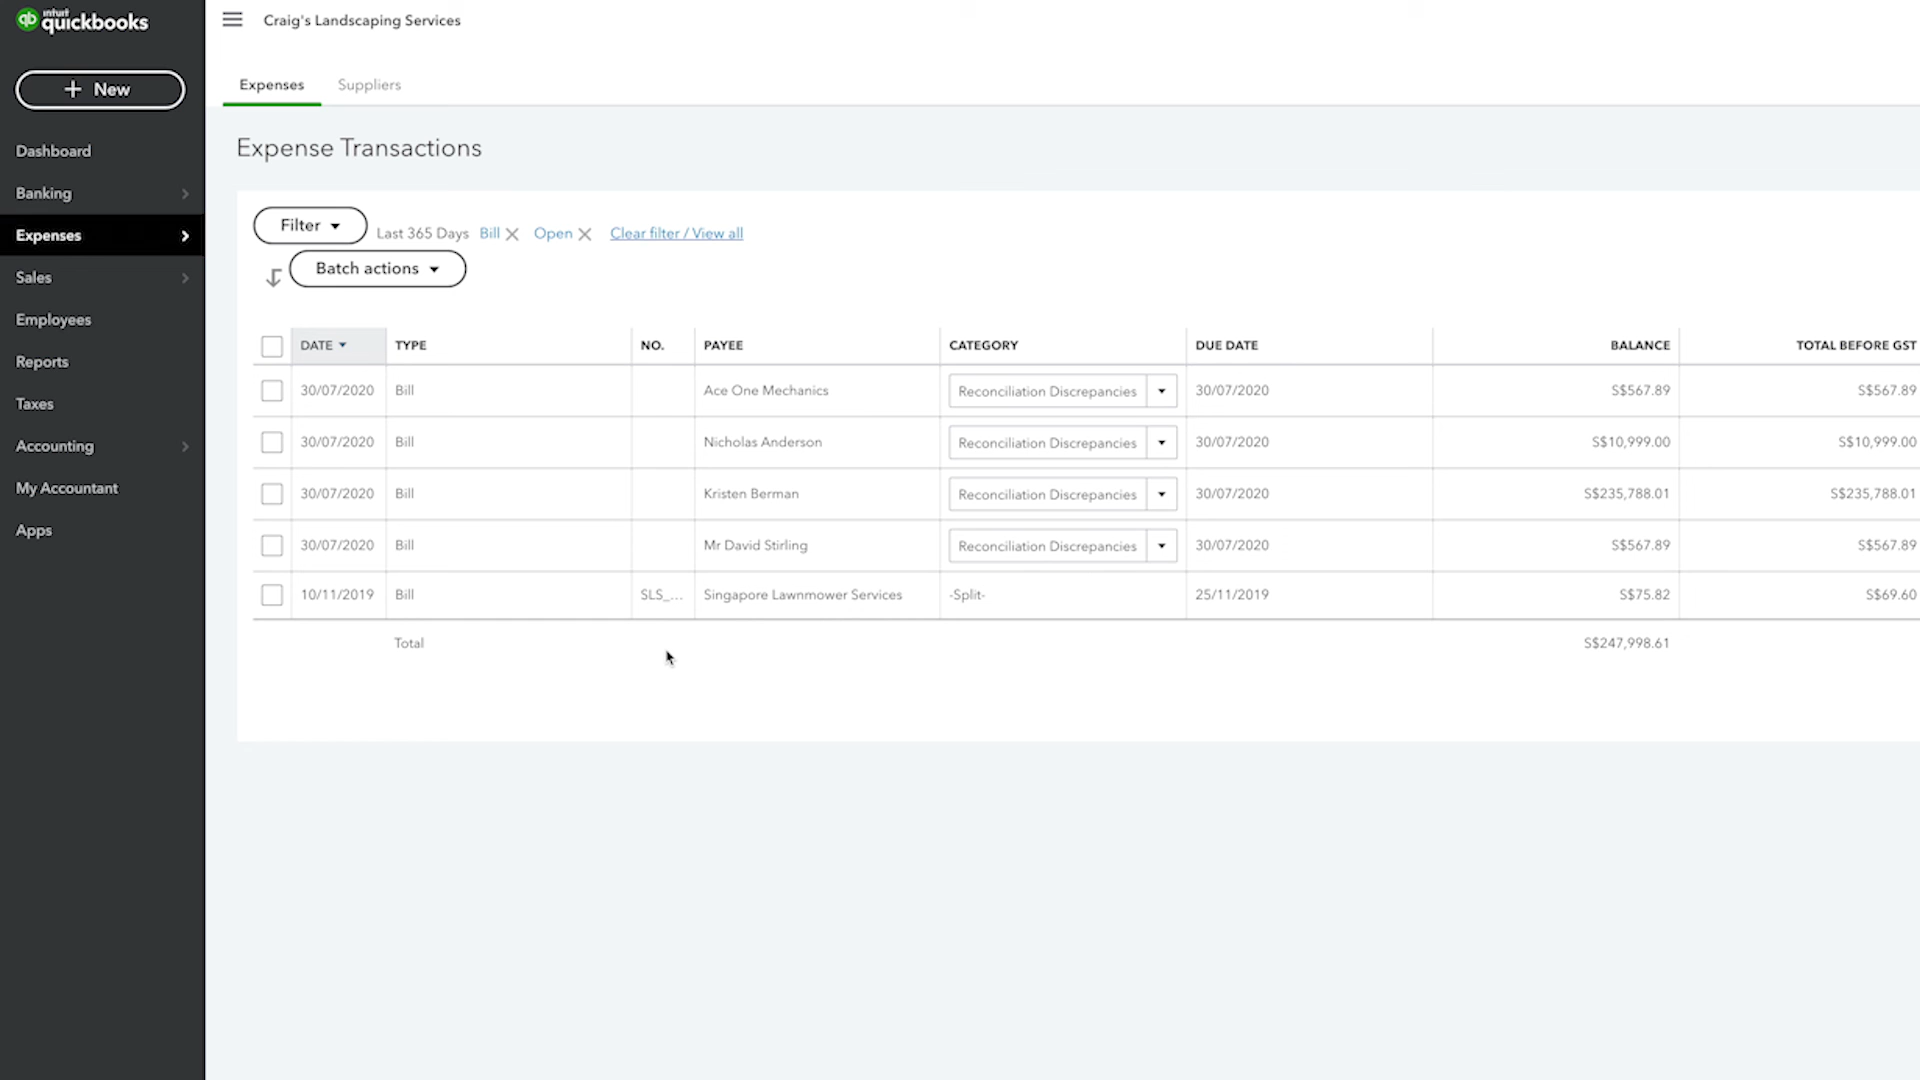 intuit
quickbooks
Craig's Landscaping Services
+ New
Expenses Suppliers
Dashboard
Banking
Expenses
Sales
Employees
Reports
Taxes
Accounting
My Accountant
Apps
Expense Transactions
Filter Last 365 Days Bill Open Clear filter / View all
Batch actions
DATE TYPE NO. PAYEE CATEGORY DUE DATE BALANCE TOTAL BEFORE GST
30/07/2020 Bill Ace One Mechanics Reconciliation Discrepancies 30/07/2020 S$567.89 S$567.89
30/07/2020 Bill Nicholas Anderson Reconciliation Discrepancies 30/07/2020 S$10,999.00 S$10,999.00
30/07/2020 Bill Kristen Berman Reconciliation Discrepancies 30/07/2020 S$235,788.01 S$235,788.01
30/07/2020 Bill Mr David Stirling Reconciliation Discrepancies 30/07/2020 S$567.89 S$567.89
10/11/2019 Bill SLS_... Singapore Lawnmower Services -Split- 25/11/2019 S$75.82 S$69.60
Total S$247,998.61